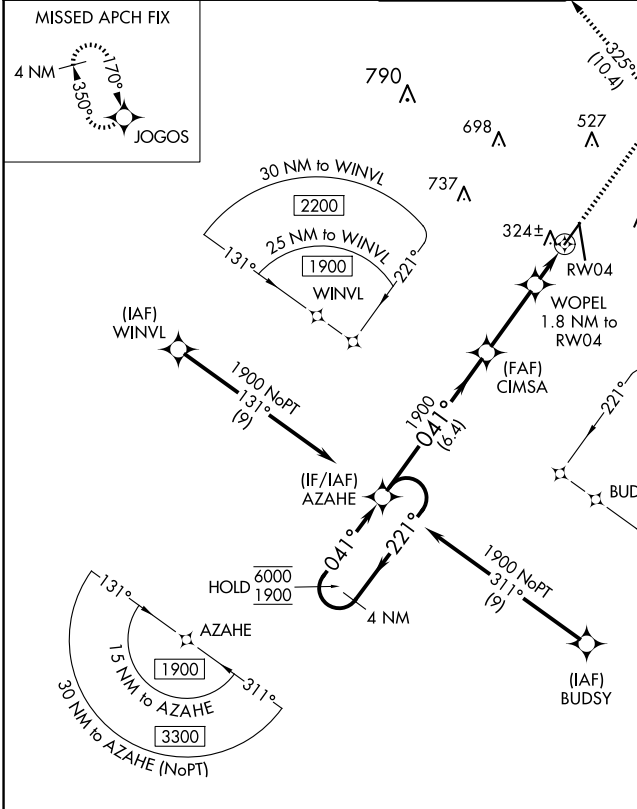 MISSED APCH FIX
4 NM
170°
350°
JOGOS
325°
(10.4)
790
698
527
737
30 NM to WINVL
2200
25 NM to WINVL
1900
131°
221°
WINVL
324±
RW04
WOPEL
1.8 NM to
RW04
(IAF)
WINVL
1900 NoPT
131°
(9)
(FAF)
CIMSA
1900
041°
(6.4)
221°
BUD
(IF/IAF)
AZAHE
041°
221°
HOLD
6000
1900
4 NM
1900 NoPT
311°
(9)
(IAF)
BUDSY
131°
AZAHE
1900
15 NM to AZAHE
311°
3300
30 NM to AZAHE (NoPT)